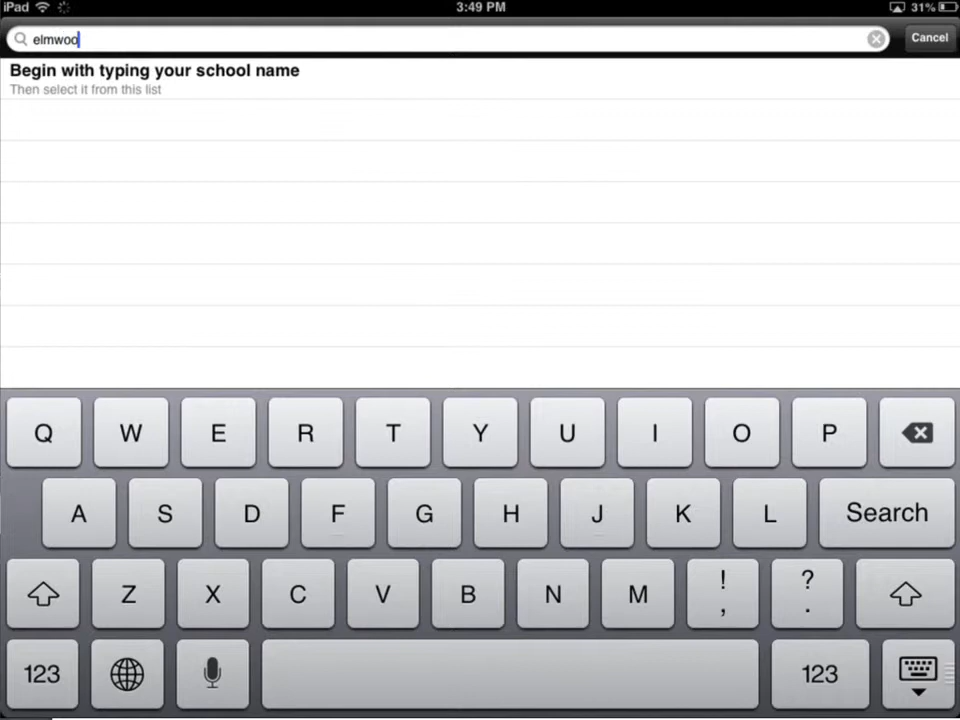 iPad 3:49 PM 31%
elmwoo Cancel
Begin with typing your school name
Then select it from this list
Q W E R T Y U I O P
A S D F G H J K L Search
Z X C V B N M ! , ? .
123 123